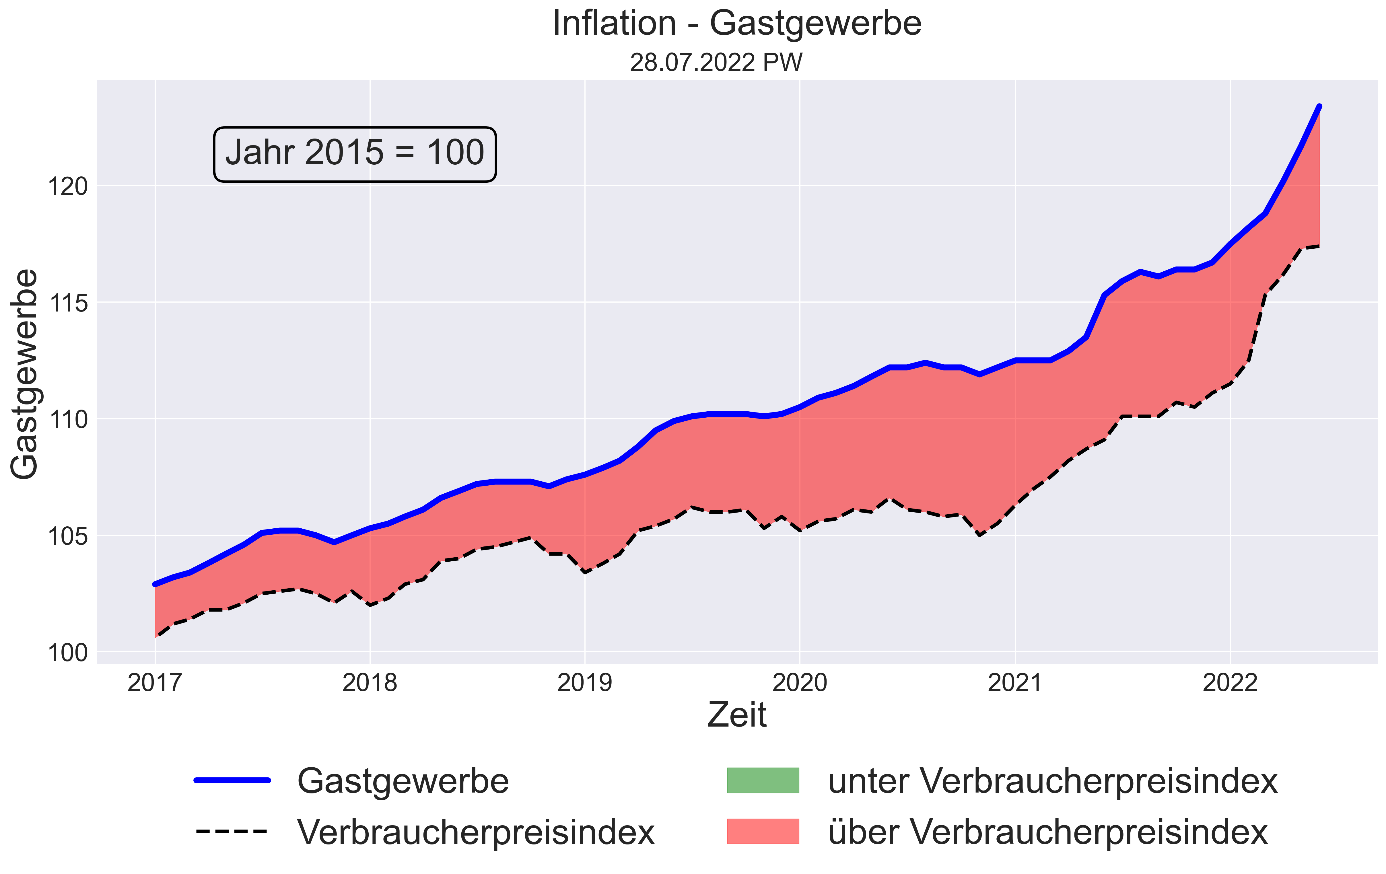 Inflation - Gastgewerbe
28.07.2022 PW
Jahr 2015 = 100
Gastgewerbe
120
115
110
105
100
2017 2018 2019 2020 2021 2022
Zeit
Gastgewerbe
Verbraucherpreisindex
unter Verbraucherpreisindex
über Verbraucherpreisindex